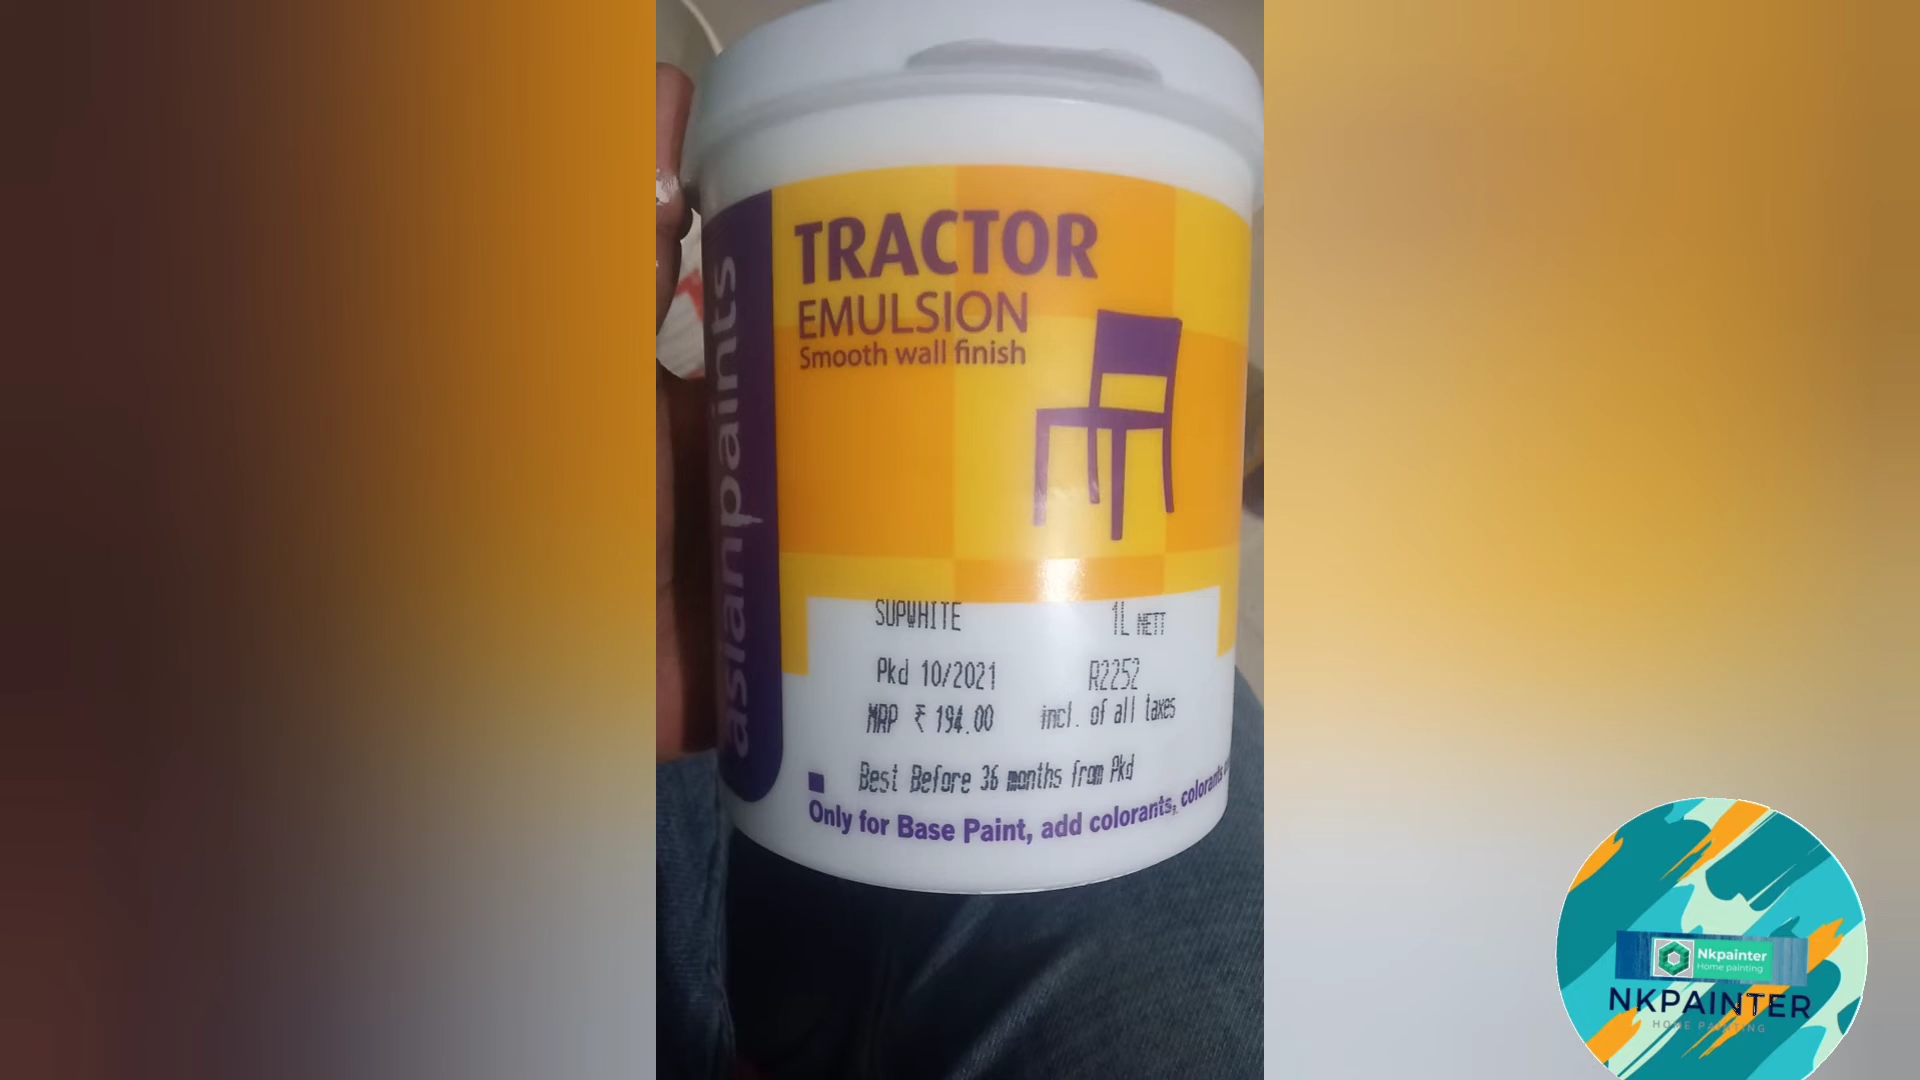 asianpaints
TRACTOR
EMULSION
Smooth wall finish
SUPWHITE 1L NETT
Pkd 10/2021 R2252
MRP ₹ 194.00 incl. of all taxes
Best Before 36 months from Pkd
Only for Base Paint, add colorants, colorants
Nkpainter
Home painting
NKPAINTER
HOME PAINTING